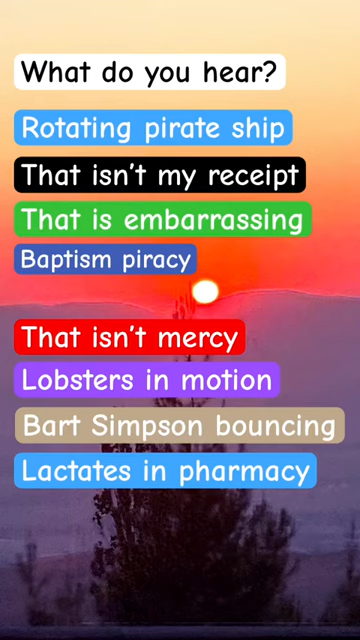 What do you hear?
Rotating pirate ship
That isn't my receipt
That is embarrassing
Baptism piracy
That isn't mercy
Lobsters in motion
Bart Simpson bouncing
Lactates in pharmacy